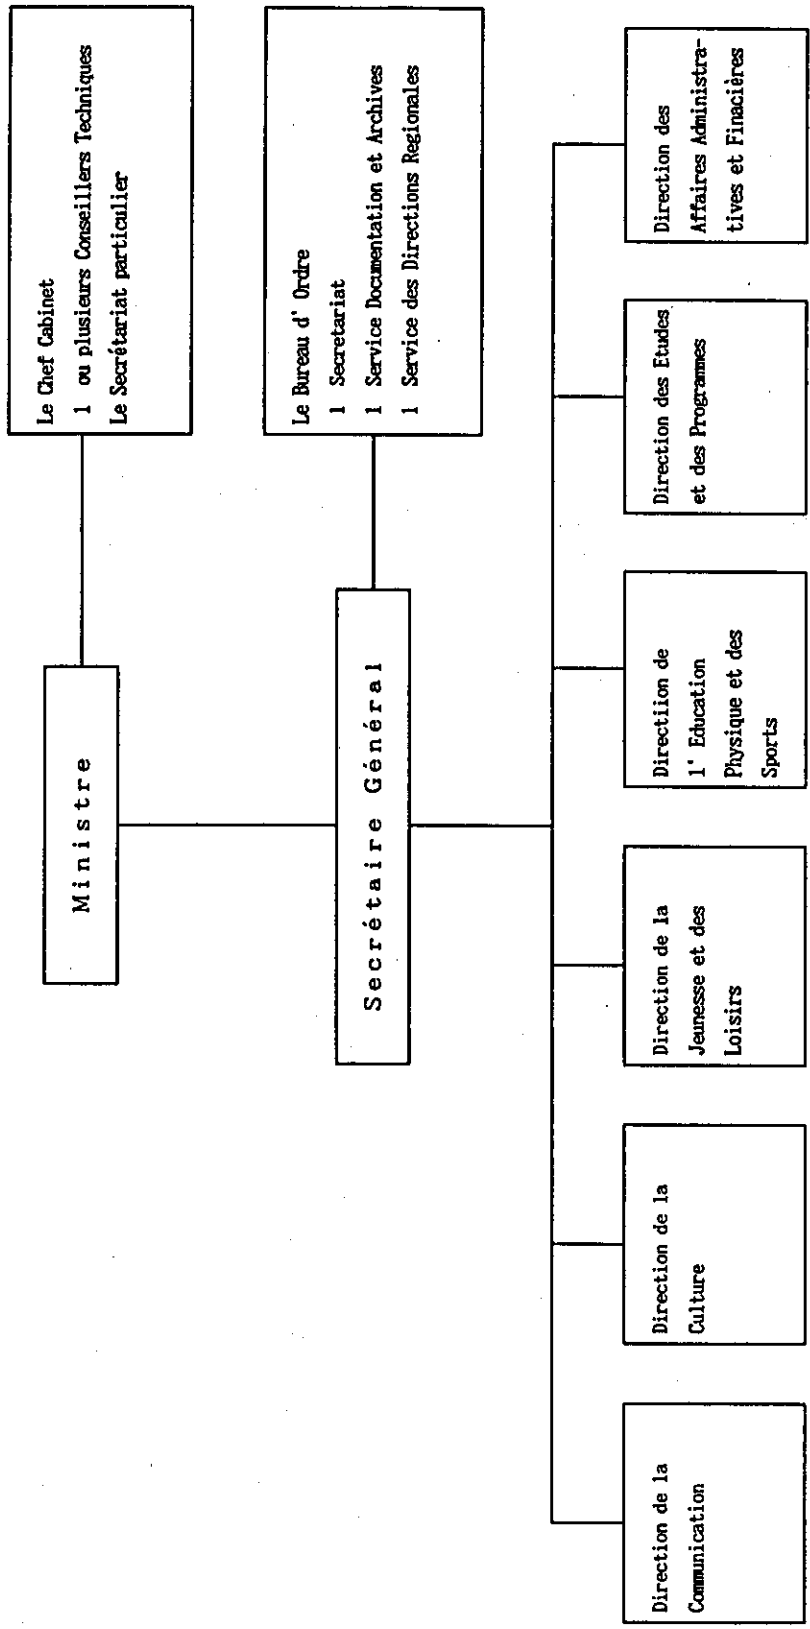 Le Chef Cabinet
1 ou plusieurs Conseillers Techniques
Le Secrétariat particulier
Ministre
Le Bureau d' Ordre
1 Secretariat
1 Service Documentation et Archives
1 Service des Directions Regionales
Secrétaire Général
Direction de la
Communication
Direction de la
Culture
Direction de la
Jeunesse et des
Loisirs
Directiion de
l' Education
Physique et des
Sports
Direction des Etudes
et des Programmes
Direction des
Affaires Administra-
tives et Finacières